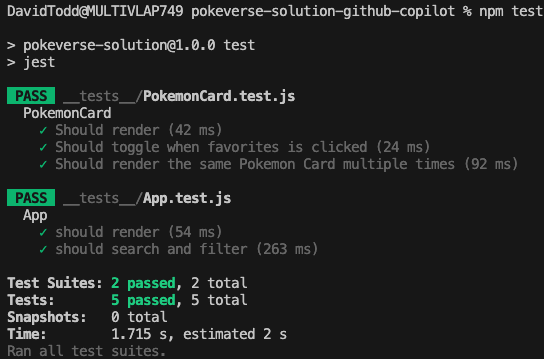 DavidTodd@MULTIVLAP749 pokeverse-solution-github-copilot % npm test
> pokeverse-solution@1.0.0 test
> jest
PASS __tests__/PokemonCard.test.js
PokemonCard
✓ Should render (42 ms)
✓ Should toggle when favorites is clicked (24 ms)
✓ Should render the same Pokemon Card multiple times (92 ms)
PASS __tests__/App.test.js
App
✓ should render (54 ms)
✓ should search and filter (263 ms)
Test Suites: 2 passed, 2 total
Tests: 5 passed, 5 total
Snapshots: 0 total
Time: 1.715 s, estimated 2 s
Ran all test suites.